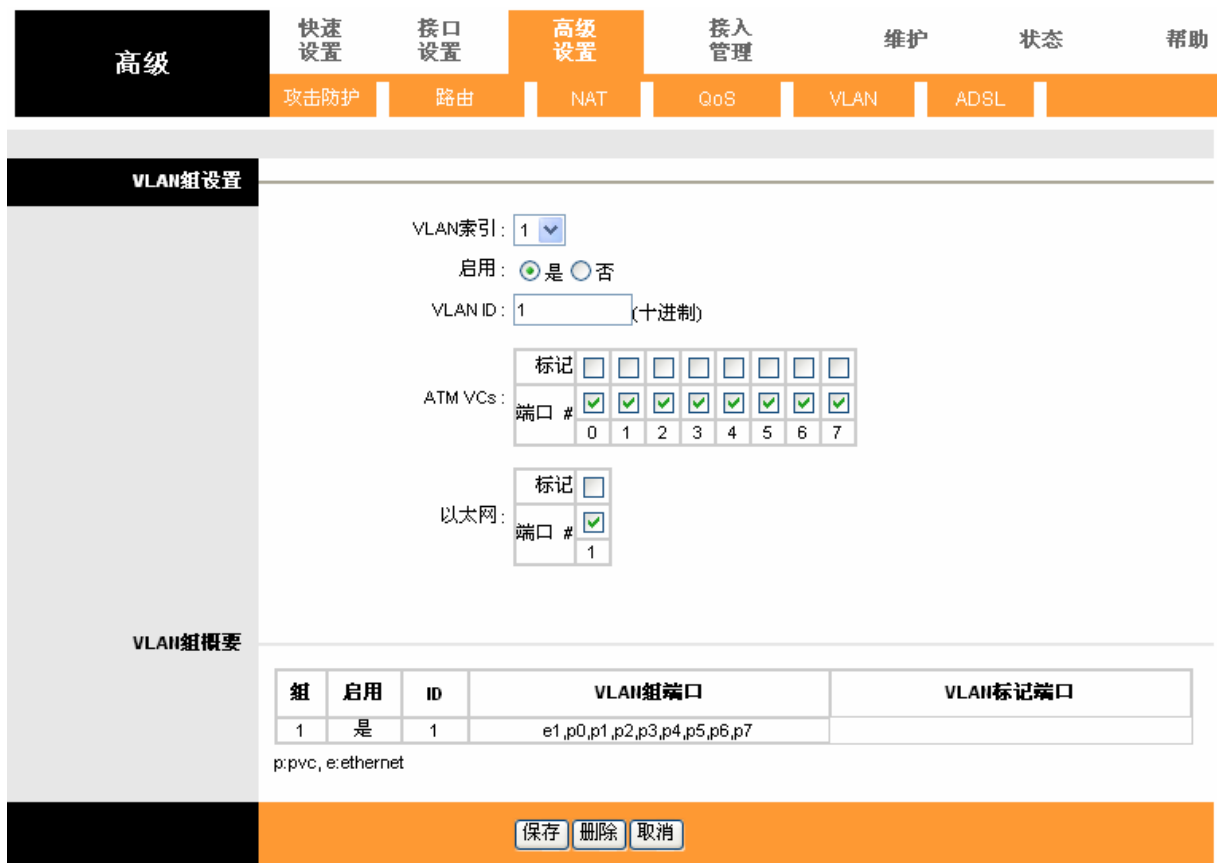 高级
快速设置 接口设置 高级设置 接入管理 维护 状态 帮助
攻击防护 路由 NAT QoS VLAN ADSL
VLAN组设置
VLAN索引: 1
启用: 是 否
VLAN ID: 1 (十进制)
ATM VCs:
标记
端口 #
0 1 2 3 4 5 6 7
以太网:
标记
端口 #
1
VLAN组概要
组 启用 ID VLAN组端口 VLAN标记端口
1 是 1 e1,p0,p1,p2,p3,p4,p5,p6,p7
p:pvc, e:ethernet
保存 删除 取消